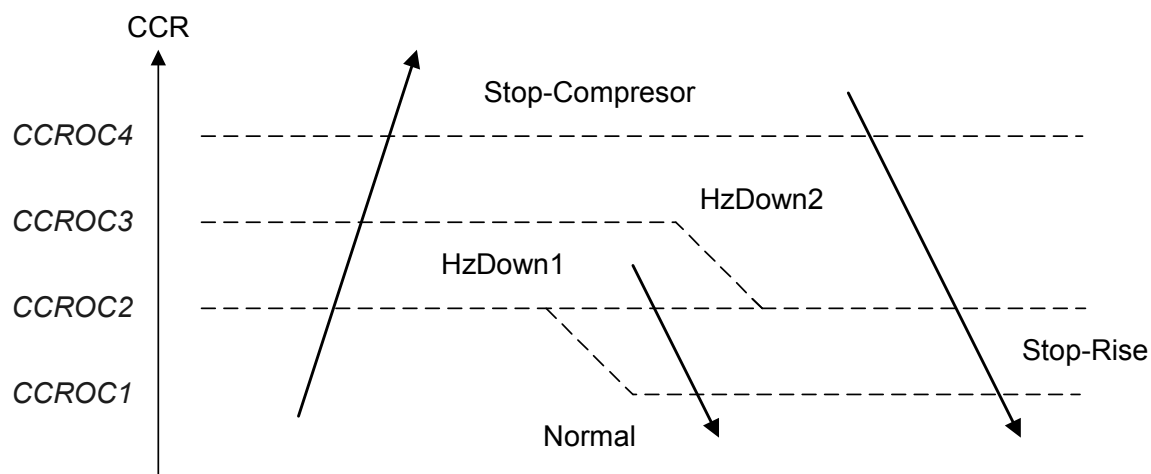 CCR
Stop-Compresor
CCROC4
HzDown2
CCROC3
HzDown1
CCROC2
Stop-Rise
CCROC1
Normal